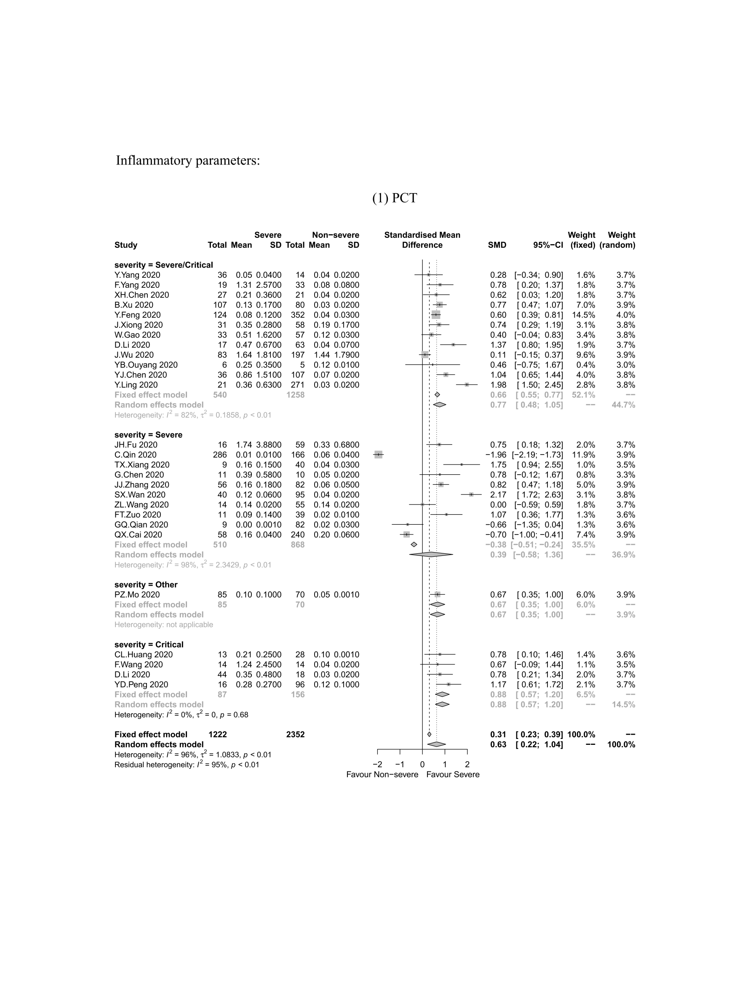 Inflammatory parameters:
(1) PCT
Severe Non−severe Standardised Mean Weight Weight
Study Total Mean SD Total Mean SD Difference SMD 95%−CI (fixed) (random)
severity = Severe/Critical
Y.Yang 2020 36 0.05 0.0400 14 0.04 0.0200 0.28 [−0.34; 0.90] 1.6% 3.7%
F.Yang 2020 19 1.31 2.5700 33 0.08 0.0800 0.78 [ 0.20; 1.37] 1.8% 3.7%
XH.Chen 2020 27 0.21 0.3600 21 0.04 0.0200 0.62 [ 0.03; 1.20] 1.8% 3.7%
B.Xu 2020 107 0.13 0.1700 80 0.03 0.0200 0.77 [ 0.47; 1.07] 7.0% 3.9%
Y.Feng 2020 124 0.08 0.1200 352 0.04 0.0300 0.60 [ 0.39; 0.81] 14.5% 4.0%
J.Xiong 2020 31 0.35 0.2800 58 0.19 0.1700 0.74 [ 0.29; 1.19] 3.1% 3.8%
W.Gao 2020 33 0.51 1.6200 57 0.12 0.0300 0.40 [−0.04; 0.83] 3.4% 3.8%
D.Li 2020 17 0.47 0.6700 63 0.04 0.0700 1.37 [ 0.80; 1.95] 1.9% 3.7%
J.Wu 2020 83 1.64 1.8100 197 1.44 1.7900 0.11 [−0.15; 0.37] 9.6% 3.9%
YB.Ouyang 2020 6 0.25 0.3500 5 0.12 0.0100 0.46 [−0.75; 1.67] 0.4% 3.0%
YJ.Chen 2020 36 0.86 1.5100 107 0.07 0.0200 1.04 [ 0.65; 1.44] 4.0% 3.8%
Y.Ling 2020 21 0.36 0.6300 271 0.03 0.0200 1.98 [ 1.50; 2.45] 2.8% 3.8%
Fixed effect model 540 1258 0.66 [ 0.55; 0.77] 52.1% −−
Random effects model 0.77 [ 0.48; 1.05] −− 44.7%
Heterogeneity: I² = 82%, τ² = 0.1858, p < 0.01
severity = Severe
JH.Fu 2020 16 1.74 3.8800 59 0.33 0.6800 0.75 [ 0.18; 1.32] 2.0% 3.7%
C.Qin 2020 286 0.01 0.0100 166 0.06 0.0400 −1.96 [−2.19; −1.73] 11.9% 3.9%
TX.Xiang 2020 9 0.16 0.1500 40 0.04 0.0300 1.75 [ 0.94; 2.55] 1.0% 3.5%
G.Chen 2020 11 0.39 0.5800 10 0.05 0.0200 0.78 [−0.12; 1.67] 0.8% 3.3%
JJ.Zhang 2020 56 0.16 0.1800 82 0.06 0.0500 0.82 [ 0.47; 1.18] 5.0% 3.9%
SX.Wan 2020 40 0.12 0.0600 95 0.04 0.0200 2.17 [ 1.72; 2.63] 3.1% 3.8%
ZL.Wang 2020 14 0.14 0.0200 55 0.14 0.0200 0.00 [−0.59; 0.59] 1.8% 3.7%
FT.Zuo 2020 11 0.09 0.1400 39 0.02 0.0100 1.07 [ 0.36; 1.77] 1.3% 3.6%
GQ.Qian 2020 9 0.00 0.0010 82 0.02 0.0300 −0.66 [−1.35; 0.04] 1.3% 3.6%
QX.Cai 2020 58 0.16 0.0400 240 0.20 0.0600 −0.70 [−1.00; −0.41] 7.4% 3.9%
Fixed effect model 510 868 −0.38 [−0.51; −0.24] 35.5% −−
Random effects model 0.39 [−0.58; 1.36] −− 36.9%
Heterogeneity: I² = 98%, τ² = 2.3429, p < 0.01
severity = Other
PZ.Mo 2020 85 0.10 0.1000 70 0.05 0.0010 0.67 [ 0.35; 1.00] 6.0% 3.9%
Fixed effect model 85 70 0.67 [ 0.35; 1.00] 6.0% −−
Random effects model 0.67 [ 0.35; 1.00] −− 3.9%
Heterogeneity: not applicable
severity = Critical
CL.Huang 2020 13 0.21 0.2500 28 0.10 0.0010 0.78 [ 0.10; 1.46] 1.4% 3.6%
F.Wang 2020 14 1.24 2.4500 14 0.04 0.0200 0.67 [−0.09; 1.44] 1.1% 3.5%
D.Li 2020 44 0.35 0.4800 18 0.03 0.0200 0.78 [ 0.21; 1.34] 2.0% 3.7%
YD.Peng 2020 16 0.28 0.2700 96 0.12 0.1000 1.17 [ 0.61; 1.72] 2.1% 3.7%
Fixed effect model 87 156 0.88 [ 0.57; 1.20] 6.5% −−
Random effects model 0.88 [ 0.57; 1.20] −− 14.5%
Heterogeneity: I² = 0%, τ² = 0, p = 0.68
Fixed effect model 1222 2352 0.31 [ 0.23; 0.39] 100.0% −−
Random effects model 0.63 [ 0.22; 1.04] −− 100.0%
Heterogeneity: I² = 96%, τ² = 1.0833, p < 0.01
Residual heterogeneity: I² = 95%, p < 0.01
−2 −1 0 1 2
Favour Non−severe Favour Severe